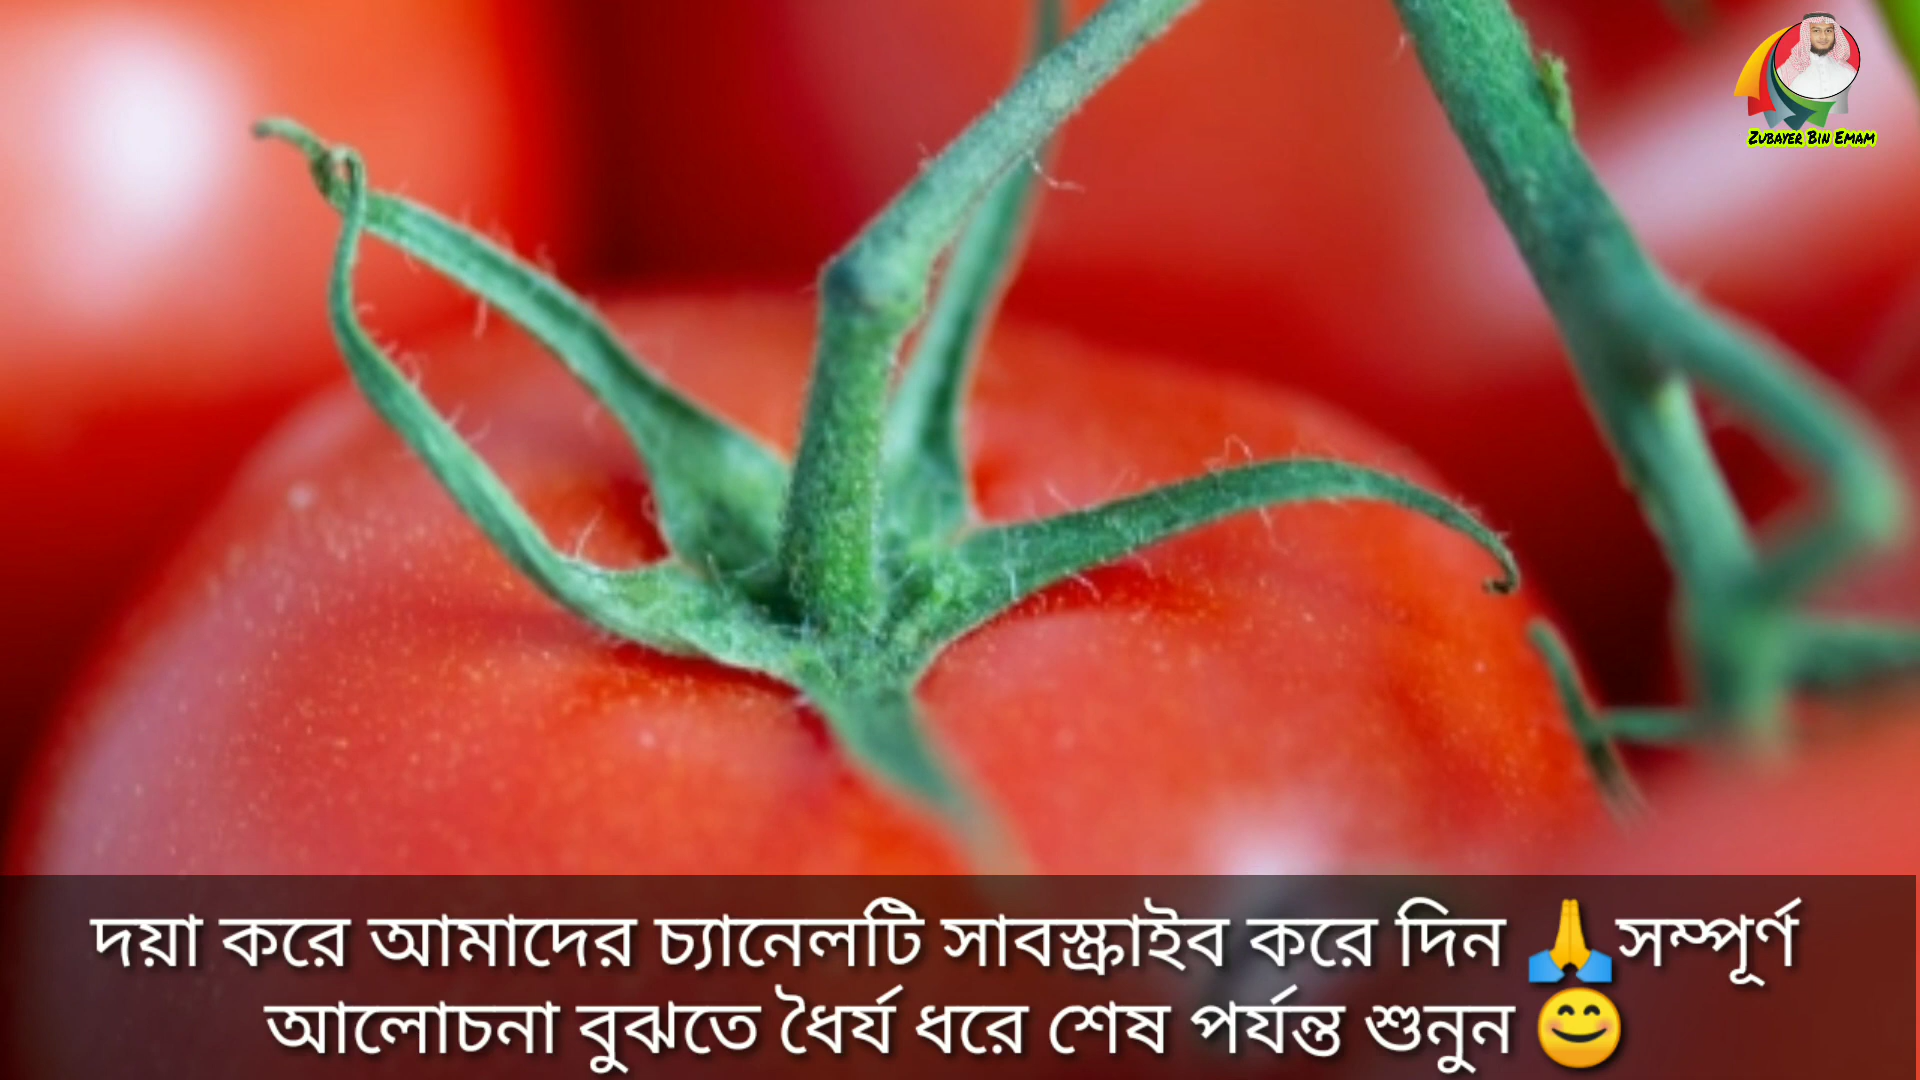 Zubayer Bin Emam
দয়া করে আমাদের চ্যানেলটি সাবস্ক্রাইব করে দিন 🙏সম্পূর্ণ
আলোচনা বুঝতে ধৈর্য ধরে শেষ পর্যন্ত শুনুন 😊